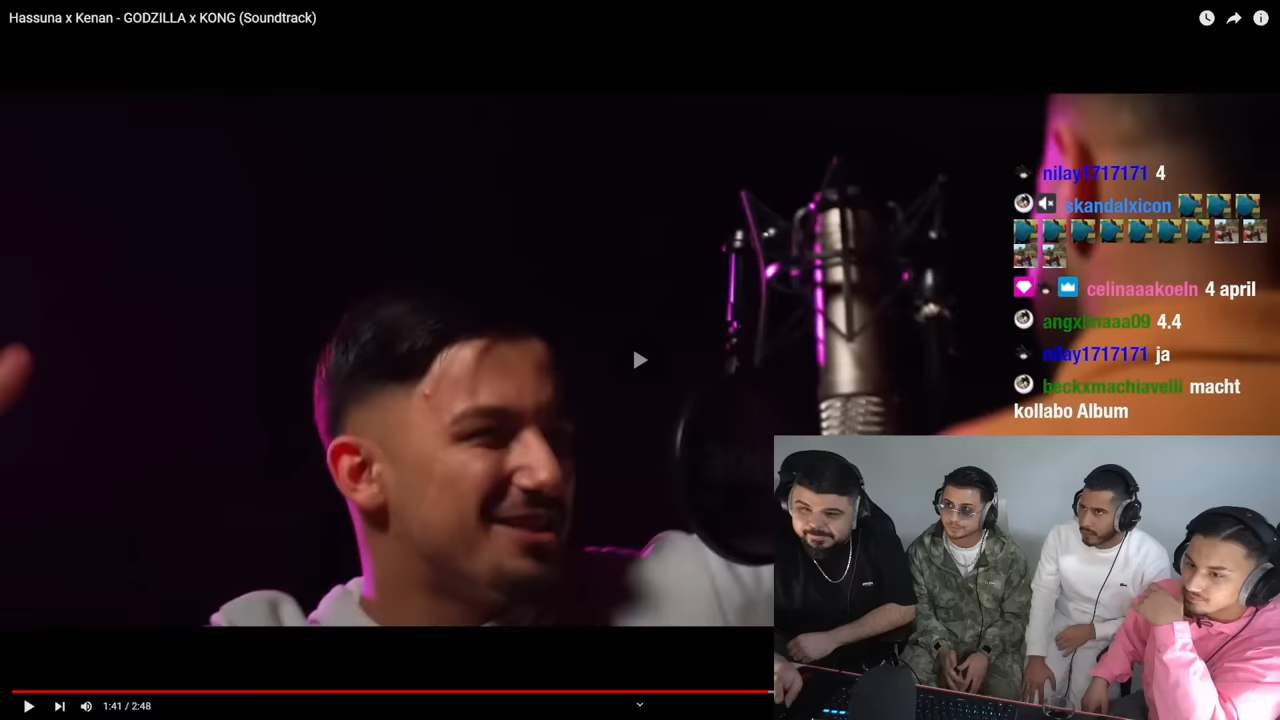 Hassuna x Kenan - GODZILLA x KONG (Soundtrack)
nilay1717171 4
skandalxicon
celinaaakoeln 4 april
angxlinaaa09 4.4
nilay1717171 ja
beckxmachiavelli macht
kollabo Album
1:41 / 2:48